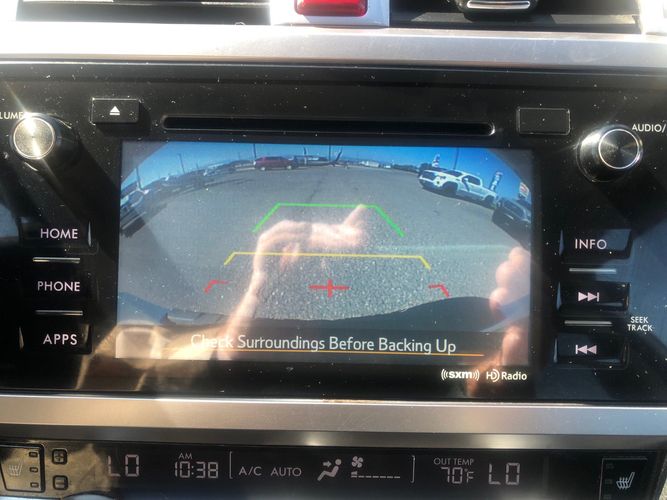 VOLUME
AUDIO/
HOME
PHONE
APPS
INFO
SEEK
TRACK
Check Surroundings Before Backing Up
((sxm)) HD Radio
LO
AM
10:38
A/C AUTO
OUT TEMP
70°F LO